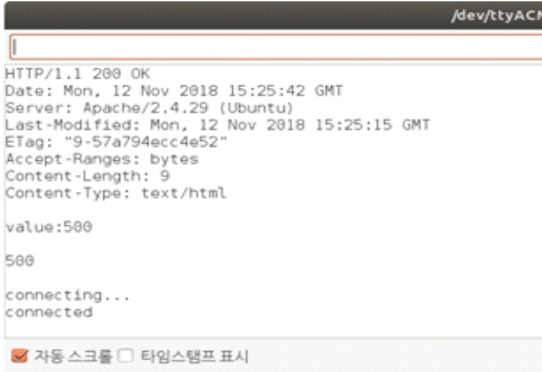 /dev/ttyACM
HTTP/1.1 200 OK
Date: Mon, 12 Nov 2018 15:25:42 GMT
Server: Apache/2.4.29 (Ubuntu)
Last-Modified: Mon, 12 Nov 2018 15:25:15 GMT
ETag: "9-57a794ecc4e52"
Accept-Ranges: bytes
Content-Length: 9
Content-Type: text/html
value:500
500
connecting...
connected
자동 스크롤 타임스탬프 표시